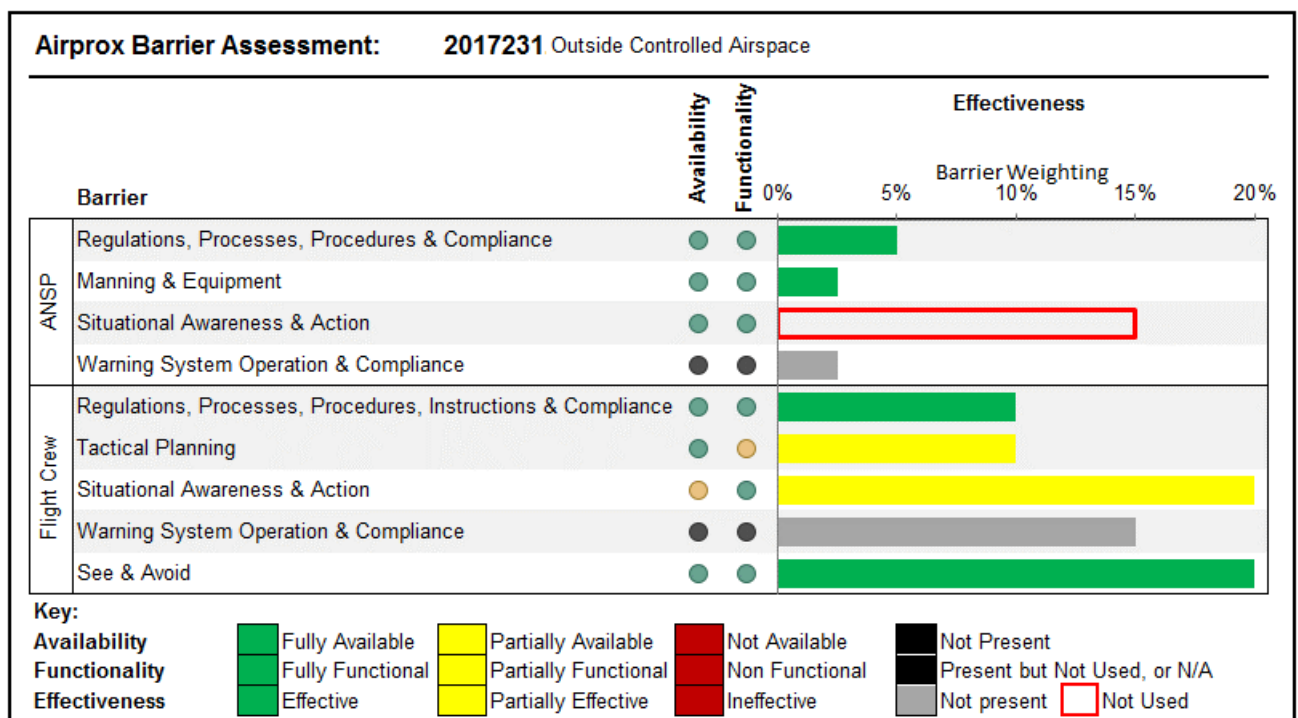 Airprox Barrier Assessment: 2017231 Outside Controlled Airspace
Availability
Functionality
Effectiveness
Barrier Weighting
Barrier
0% 5% 10% 15% 20%
ANSP
Regulations, Processes, Procedures & Compliance
Manning & Equipment
Situational Awareness & Action
Warning System Operation & Compliance
Flight Crew
Regulations, Processes, Procedures, Instructions & Compliance
Tactical Planning
Situational Awareness & Action
Warning System Operation & Compliance
See & Avoid
Key:
Availability Fully Available Partially Available Not Available Not Present
Functionality Fully Functional Partially Functional Non Functional Present but Not Used, or N/A
Effectiveness Effective Partially Effective Ineffective Not present Not Used